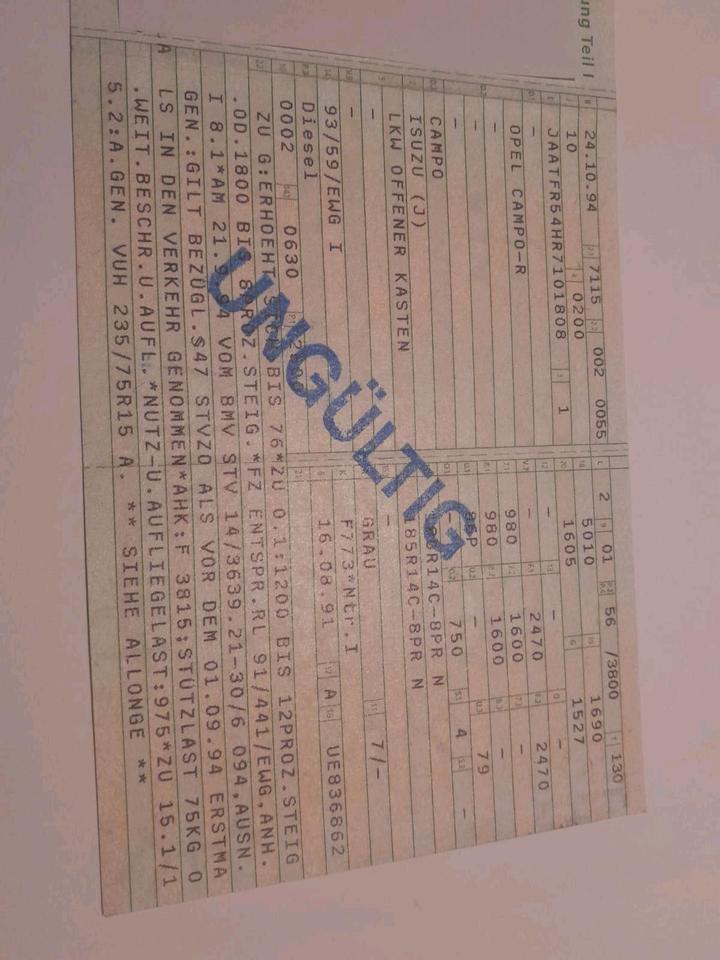 ung Teil I
24.10.94 7115 002 0055 2 01 56 /3800 130
10 0200 5010 1690
JAATFR54HR7101808 1 1605 1527
- - 2470 - 2470
OPEL CAMPO-R 980 1600 -
- 980 1600 -
- - 79
- 750 4 -
CAMPO R14C-8PR N
ISUZU (J) 185R14C-8PR N
LKW OFFENER KASTEN -
- GRAU 7/-
- F773*Ntr.I
93/59/EWG I 16.08.91 A UE836862
Diesel
0002 0630
ZU G:ERHOEHT BIS 76*ZU O.1:1200 BIS 12PROZ.STEIG
.OD.1800 BIS 8PROZ.STEIG.*FZ ENTSPR.RL 91/441/EWG,ANH.
I 8.1*AM 21.9.94 VOM BMV STV 14/3639.21-30/6 094,AUSN.
GEN.:GILT BEZÜGL.§47 STVZO ALS VOR DEM 01.09.94 ERSTMA
LS IN DEN VERKEHR GENOMMEN*AHK:F 3815;STÜTZLAST 75KG O
.WEIT.BESCHR.U.AUFL.*NUTZ-U.AUFLIEGELAST:975*ZU 15.1/1
5.2:A.GEN. VUH 235/75R15 A. ** SIEHE ALLONGE **
UNGÜLTIG